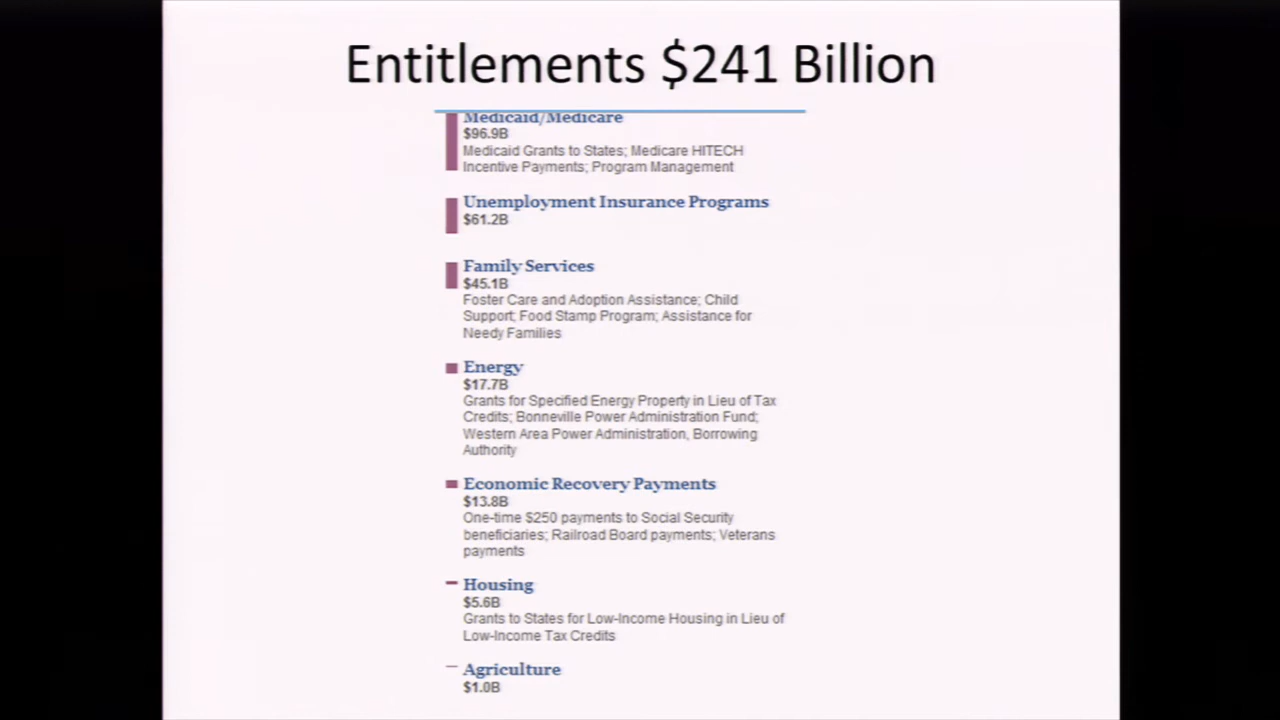 Entitlements $241 Billion
Medicaid/Medicare
$96.9B
Medicaid Grants to States; Medicare HITECH
Incentive Payments; Program Management
Unemployment Insurance Programs
$61.2B
Family Services
$45.1B
Foster Care and Adoption Assistance; Child
Support; Food Stamp Program; Assistance for
Needy Families
Energy
$17.7B
Grants for Specified Energy Property in Lieu of Tax
Credits; Bonneville Power Administration Fund;
Western Area Power Administration, Borrowing
Authority
Economic Recovery Payments
$13.8B
One-time $250 payments to Social Security
beneficiaries; Railroad Board payments; Veterans
payments
Housing
$5.6B
Grants to States for Low-Income Housing in Lieu of
Low-Income Tax Credits
Agriculture
$1.0B